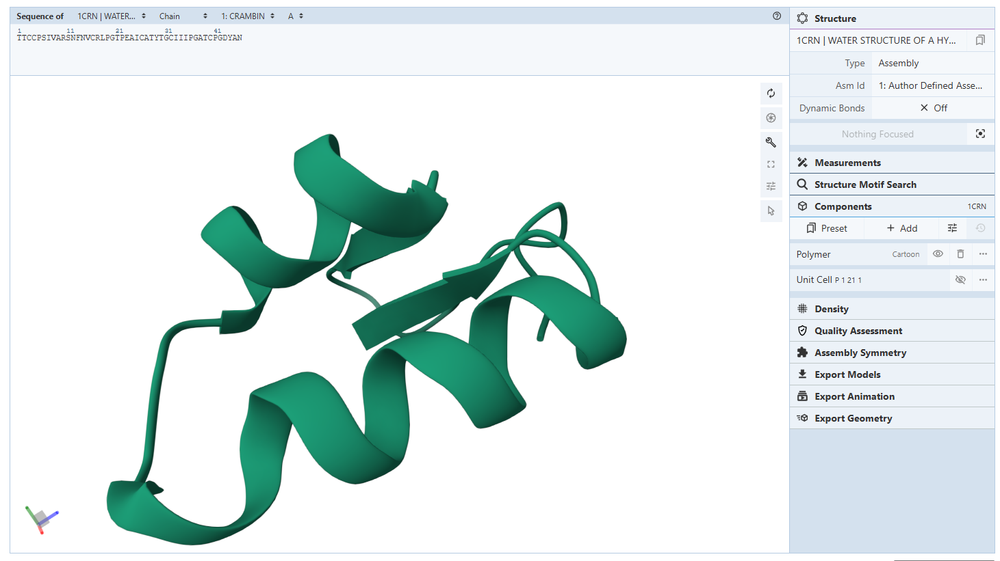 Sequence of 1CRN | WATER... Chain 1: CRAMBIN A
1 11 21 31 41
TTCCPSIVARSNFNVCRLPGTPEAICATYTGCIIIPGATCPGDYAN
Structure
1CRN | WATER STRUCTURE OF A HY...
Type Assembly
Asm Id 1: Author Defined Asse...
Dynamic Bonds Off
Nothing Focused
Measurements
Structure Motif Search
Components 1CRN
Preset + Add
Polymer Cartoon
Unit Cell P 1 21 1
Density
Quality Assessment
Assembly Symmetry
Export Models
Export Animation
Export Geometry